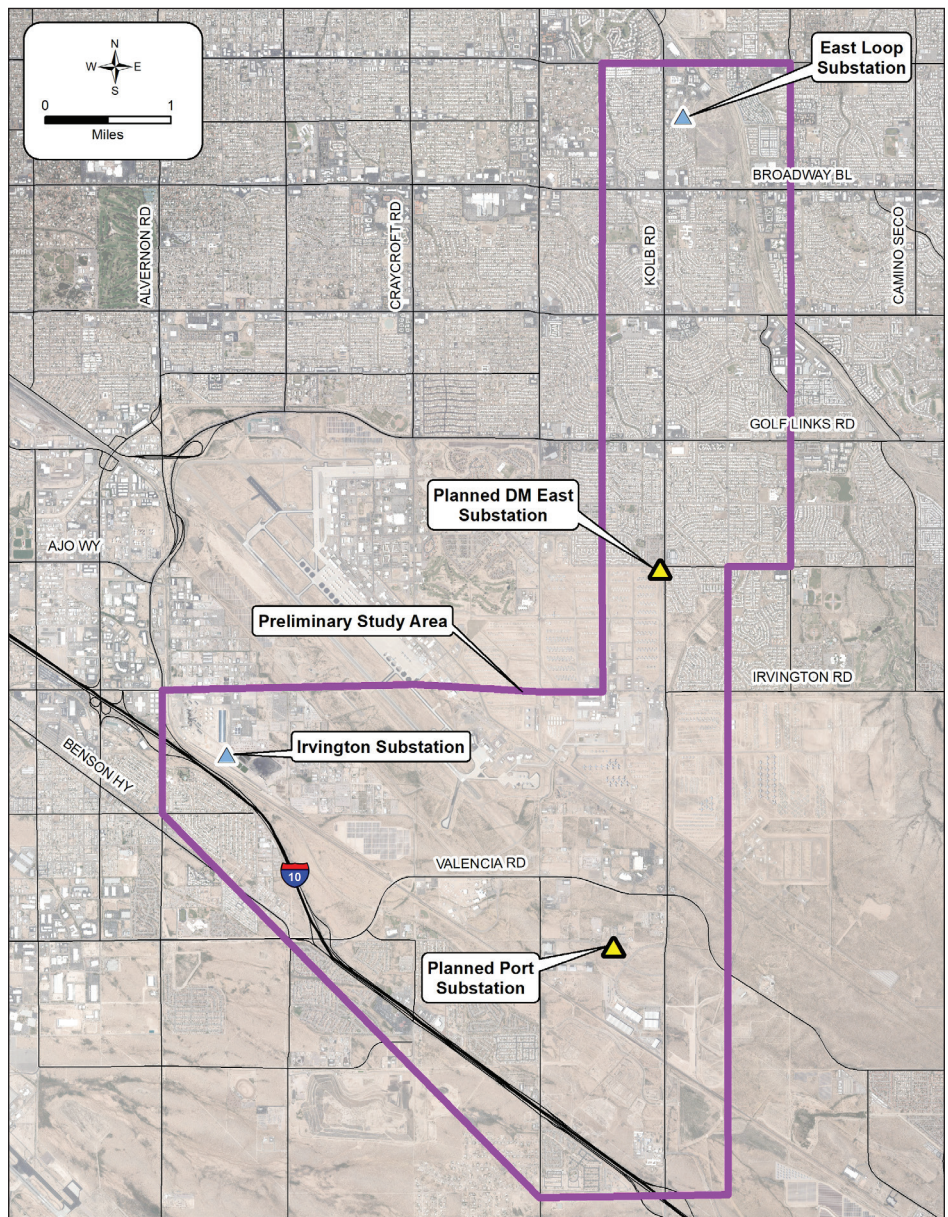 N
W E
S
0 1
Miles
East Loop
Substation
BROADWAY BL
ALVERNON RD
CRAYCROFT RD
KOLB RD
CAMINO SECO
GOLF LINKS RD
Planned DM East
Substation
AJO WY
Preliminary Study Area
IRVINGTON RD
Irvington Substation
BENSON HY
VALENCIA RD
10
Planned Port
Substation